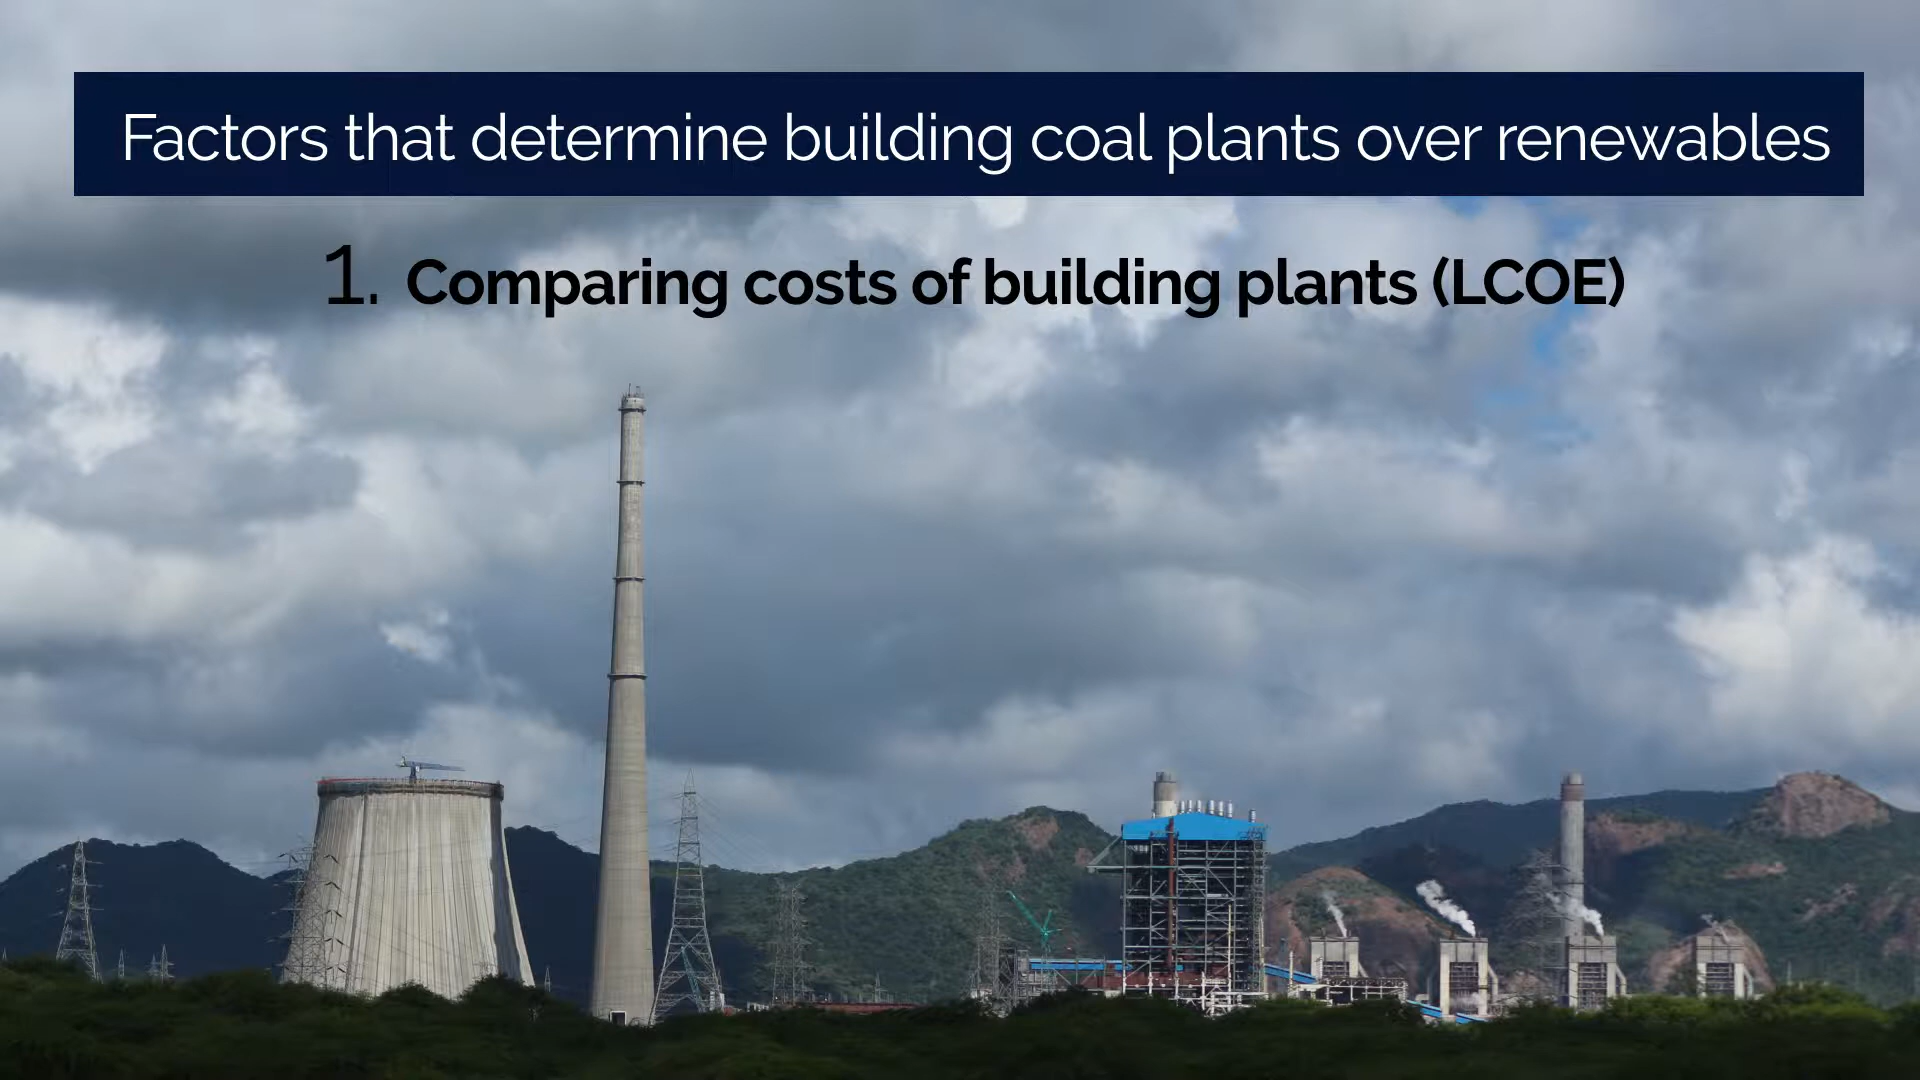 Factors that determine building coal plants over renewables
1. Comparing costs of building plants (LCOE)